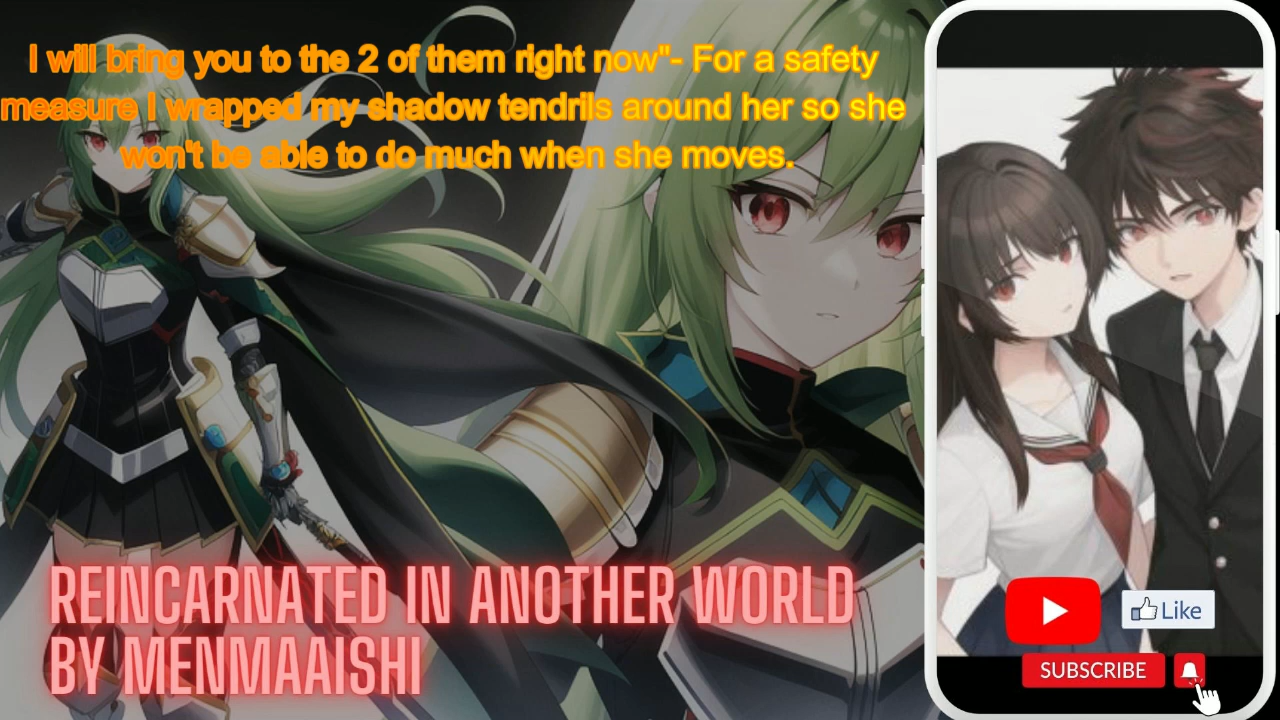 I will bring you to the 2 of them right now"- For a safety
measure I wrapped my shadow tendrils around her so she
won't be able to do much when she moves.
REINCARNATED IN ANOTHER WORLD
BY MENMAAISHI
Like
SUBSCRIBE